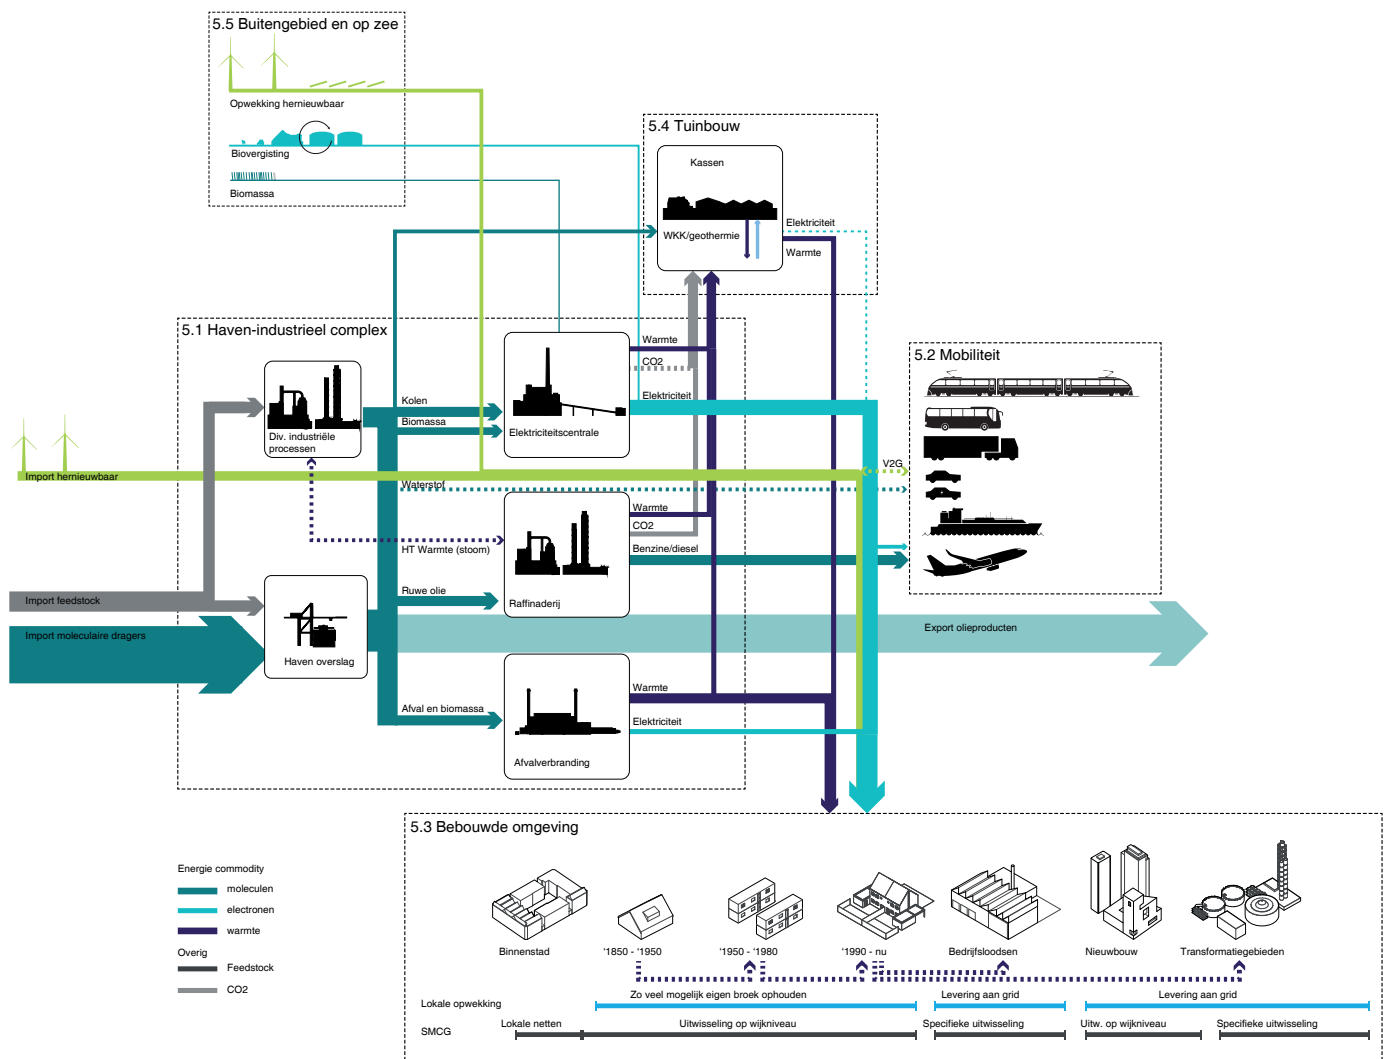 5.5 Buitengebied en op zee
Opwekking hernieuwbaar
Biovergisting
Biomassa
5.4 Tuinbouw
Kassen
WKK/geothermie
Elektriciteit
Warmte
5.1 Haven-industrieel complex
Div. industriële
processen
Kolen
Biomassa
Elektriciteitscentrale
Warmte
CO2
Elektriciteit
5.2 Mobiliteit
V2G
Import hernieuwbaar
Waterstof
HT Warmte (stoom)
Warmte
CO2
Benzine/diesel
Ruwe olie
Raffinaderij
Import feedstock
Import moleculaire dragers
Haven overslag
Export olieproducten
Afval en biomassa
Warmte
Elektriciteit
Afvalverbranding
5.3 Bebouwde omgeving
Energie commodity
moleculen
electronen
warmte
Overig
Feedstock
CO2
Binnenstad
'1850 - '1950
'1950 - '1980
'1990 - nu
Bedrijfsloodsen
Nieuwbouw
Transformatiegebieden
Lokale opwekking
Zo veel mogelijk eigen broek ophouden
Levering aan grid
Levering aan grid
SMCG
Lokale netten
Uitwisseling op wijkniveau
Specifieke uitwisseling
Uitw. op wijkniveau
Specifieke uitwisseling